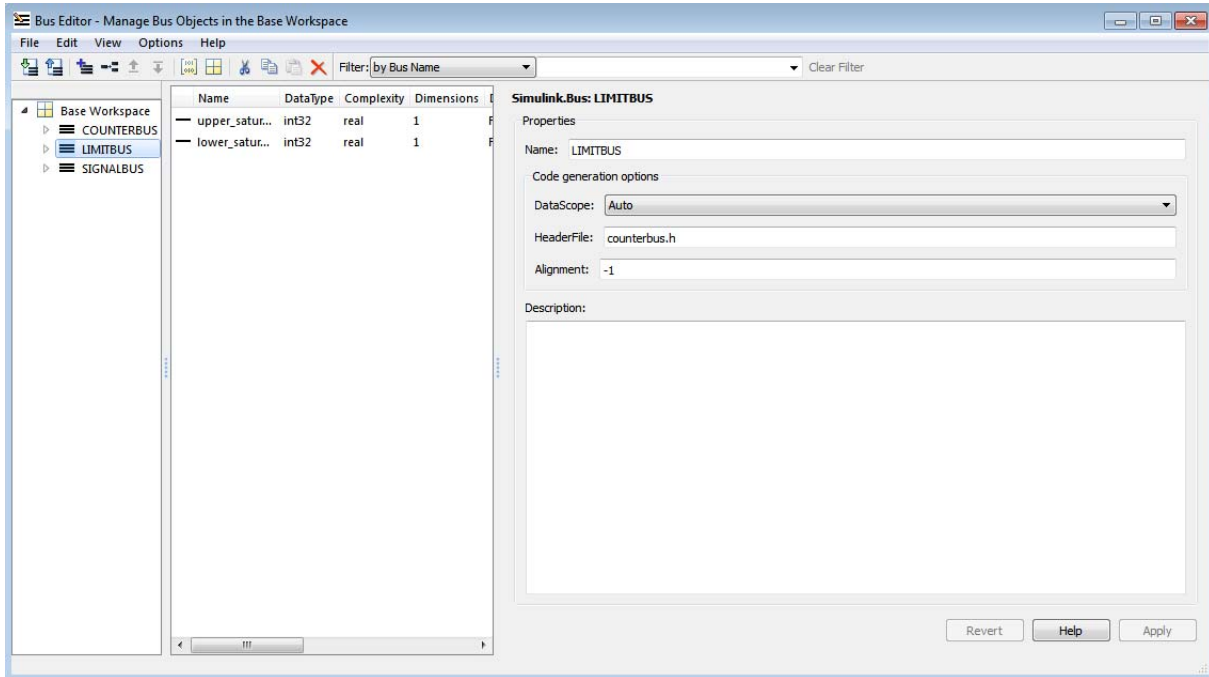 Bus Editor - Manage Bus Objects in the Base Workspace
File Edit View Options Help
Filter: by Bus Name Clear Filter
Base Workspace
COUNTERBUS
LIMITBUS
SIGNALBUS
Name DataType Complexity Dimensions
upper_satur... int32 real 1
lower_satur... int32 real 1
Simulink.Bus: LIMITBUS
Properties
Name: LIMITBUS
Code generation options
DataScope: Auto
HeaderFile: counterbus.h
Alignment: -1
Description:
Revert Help Apply